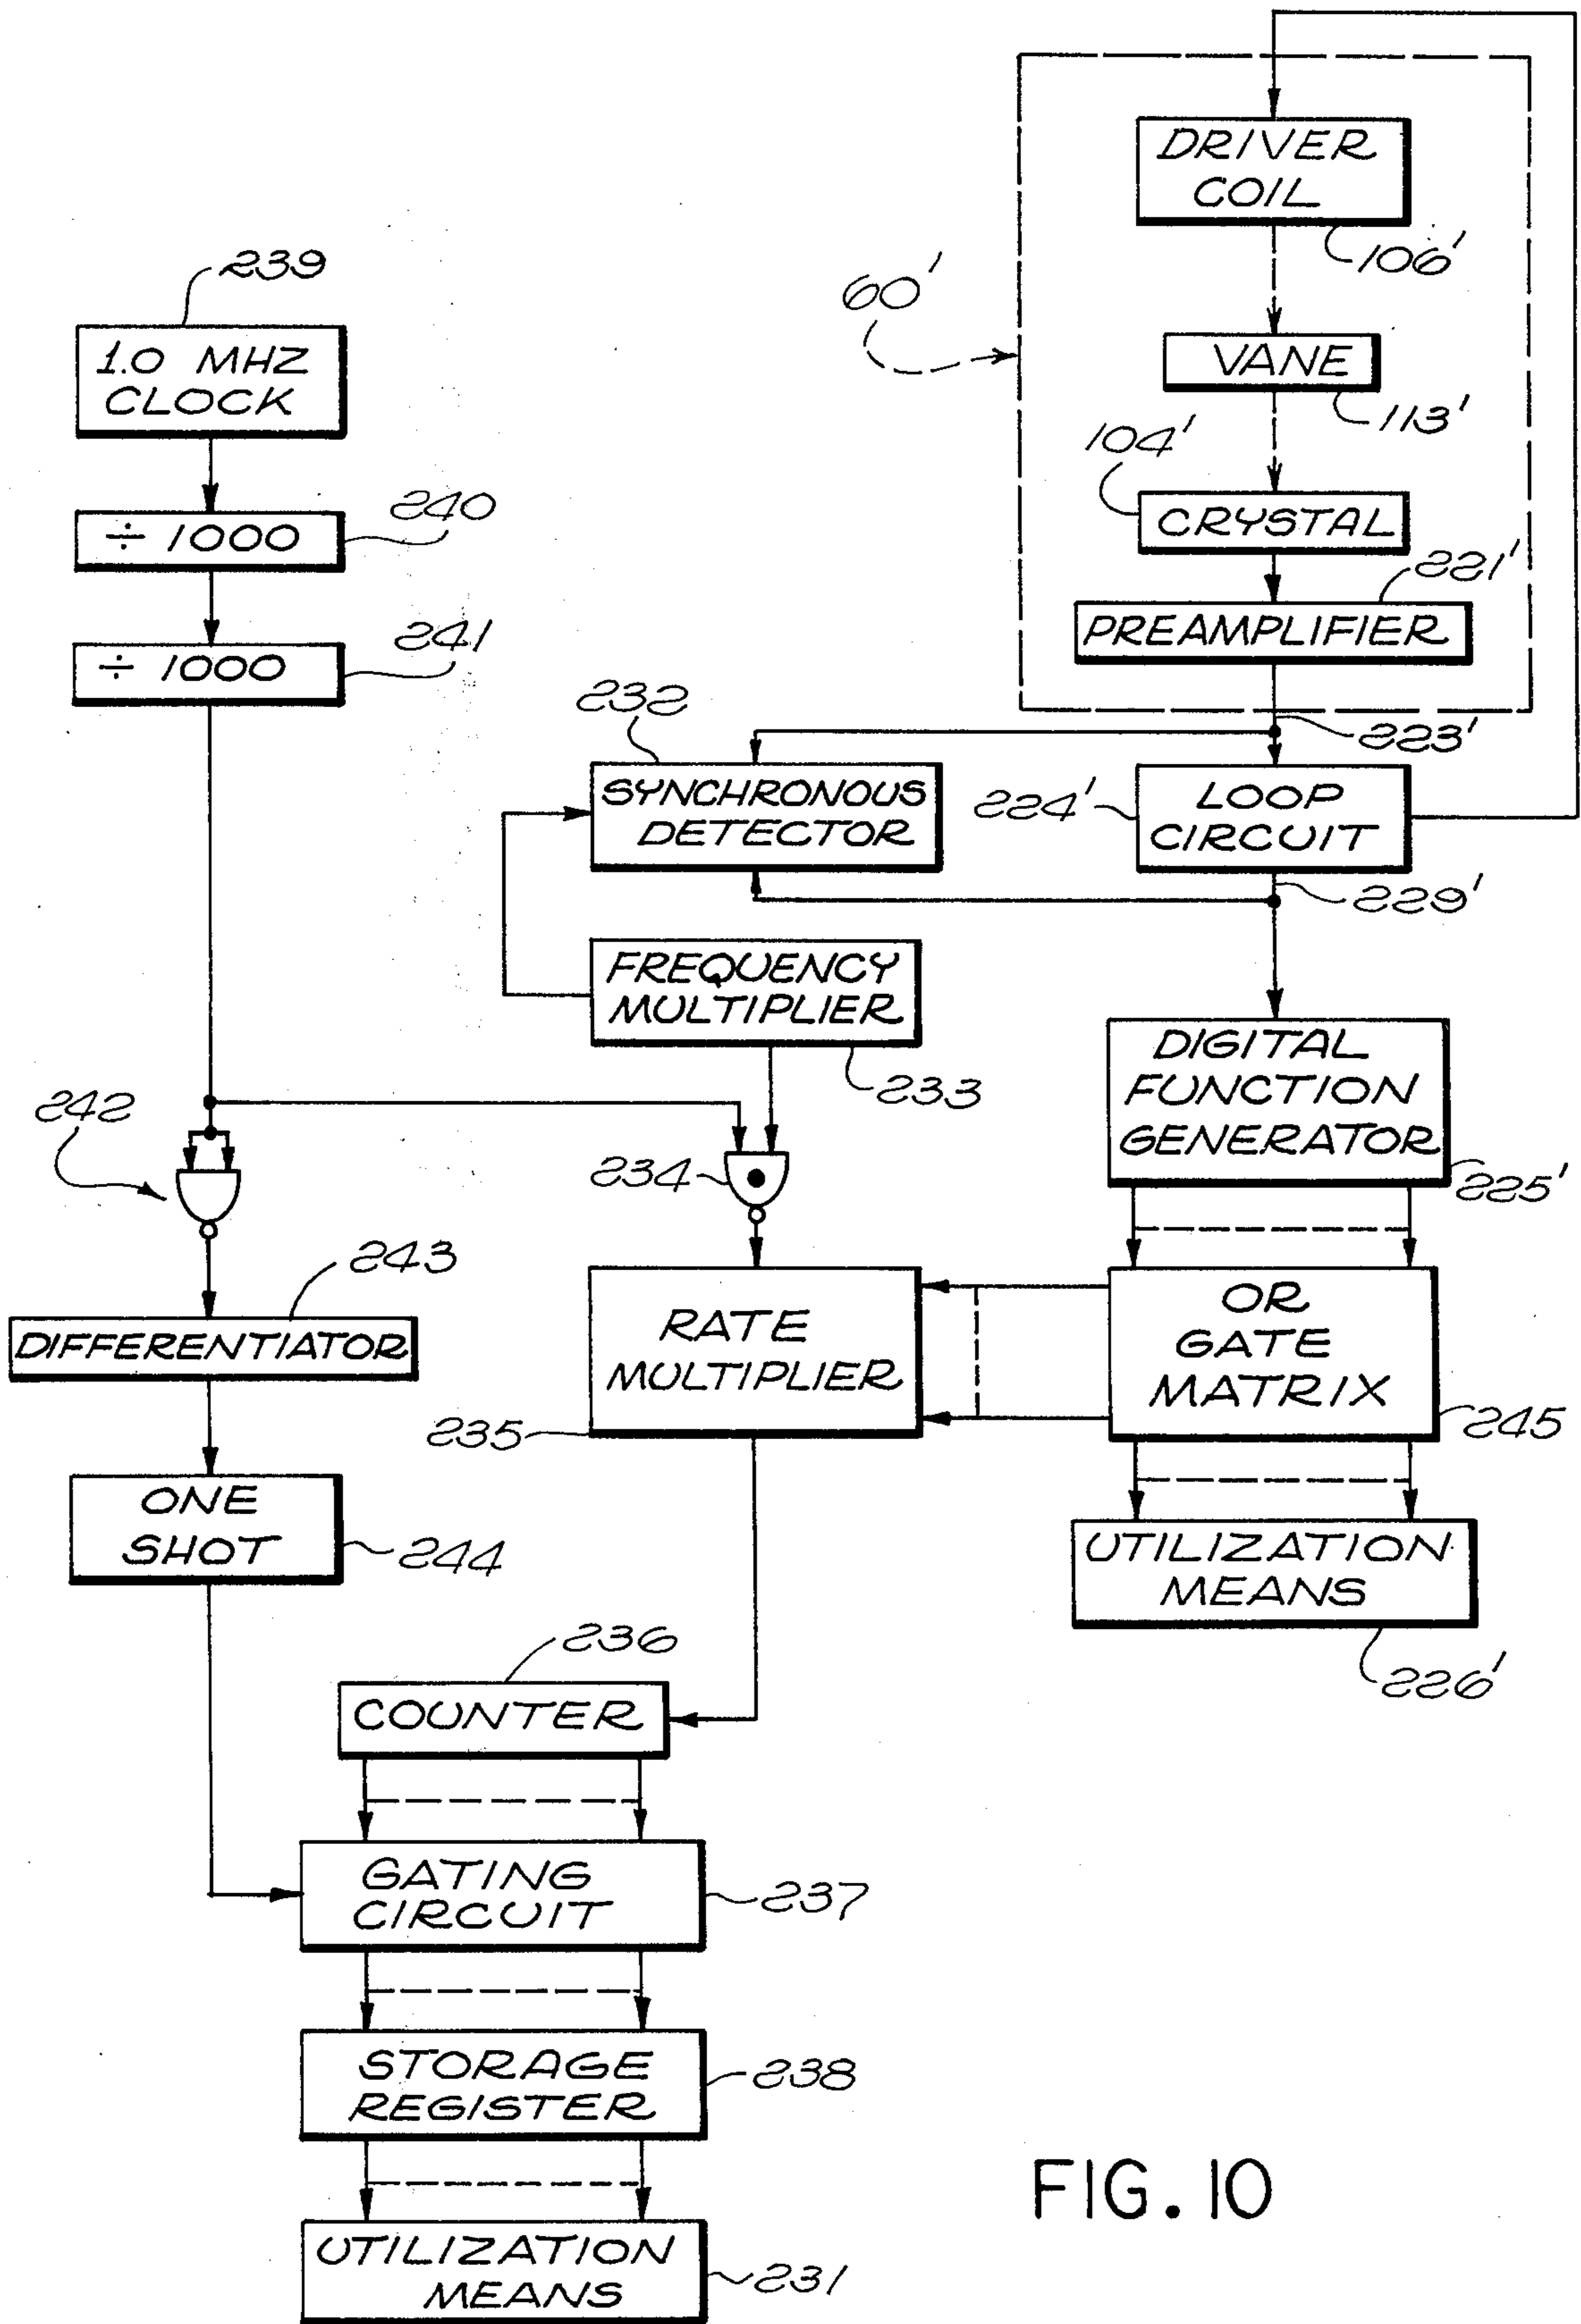 DRIVER
COIL
106'
60'
239
1.0 MHZ
CLOCK
VANE
113'
104'
CRYSTAL
÷ 1000
240
221'
PREAMPLIFIER
÷ 1000
241
232
223'
SYNCHRONOUS
DETECTOR
224'
LOOP
CIRCUIT
229'
FREQUENCY
MULTIPLIER
233
DIGITAL
FUNCTION
GENERATOR
225'
242
234
243
DIFFERENTIATOR
RATE
MULTIPLIER
235
OR
GATE
MATRIX
245
ONE
SHOT
244
UTILIZATION
MEANS
226'
236
COUNTER
GATING
CIRCUIT
237
STORAGE
REGISTER
238
UTILIZATION
MEANS
231
FIG. 10